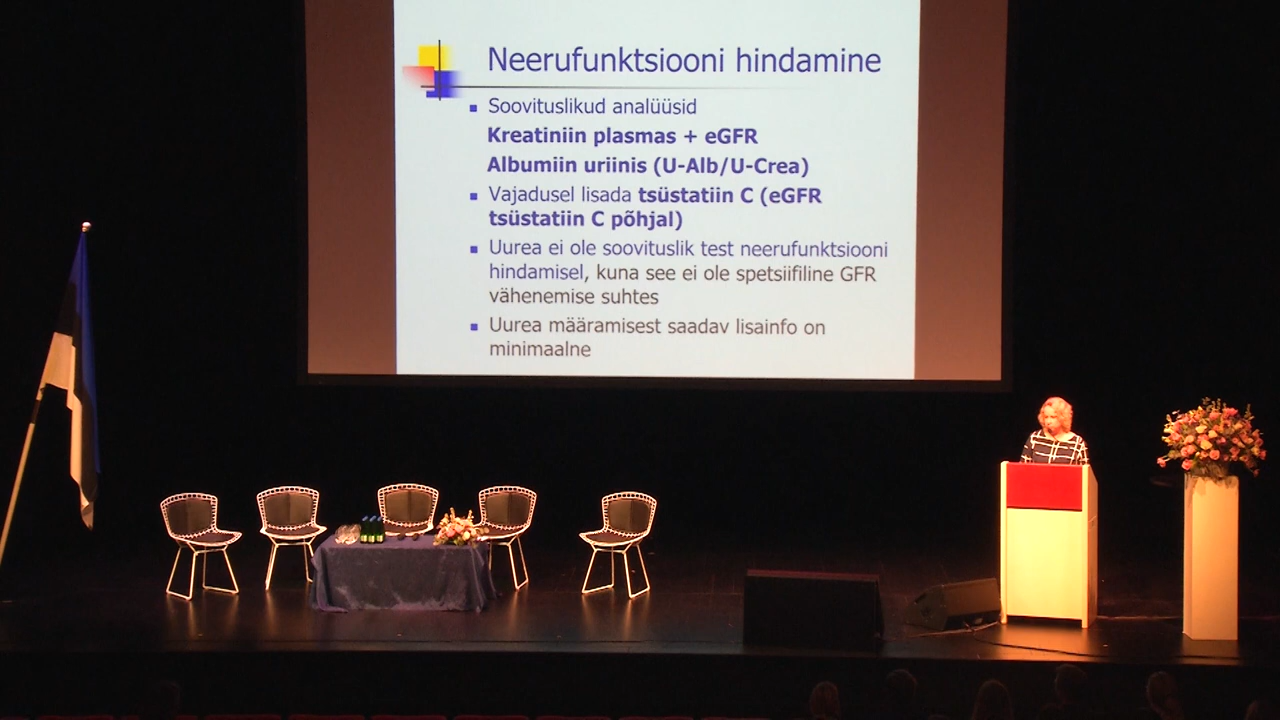 Neerufunktsiooni hindamine
Soovituslikud analüüsid
Kreatiniin plasmas + eGFR
Albumiin uriinis (U-Alb/U-Crea)
Vajadusel lisada tsüstatiin C (eGFR
tsüstatiin C põhjal)
Uurea ei ole soovituslik test neerufunktsiooni
hindamisel, kuna see ei ole spetsiifiline GFR
vähenemise suhtes
Uurea määramisest saadav lisainfo on
minimaalne